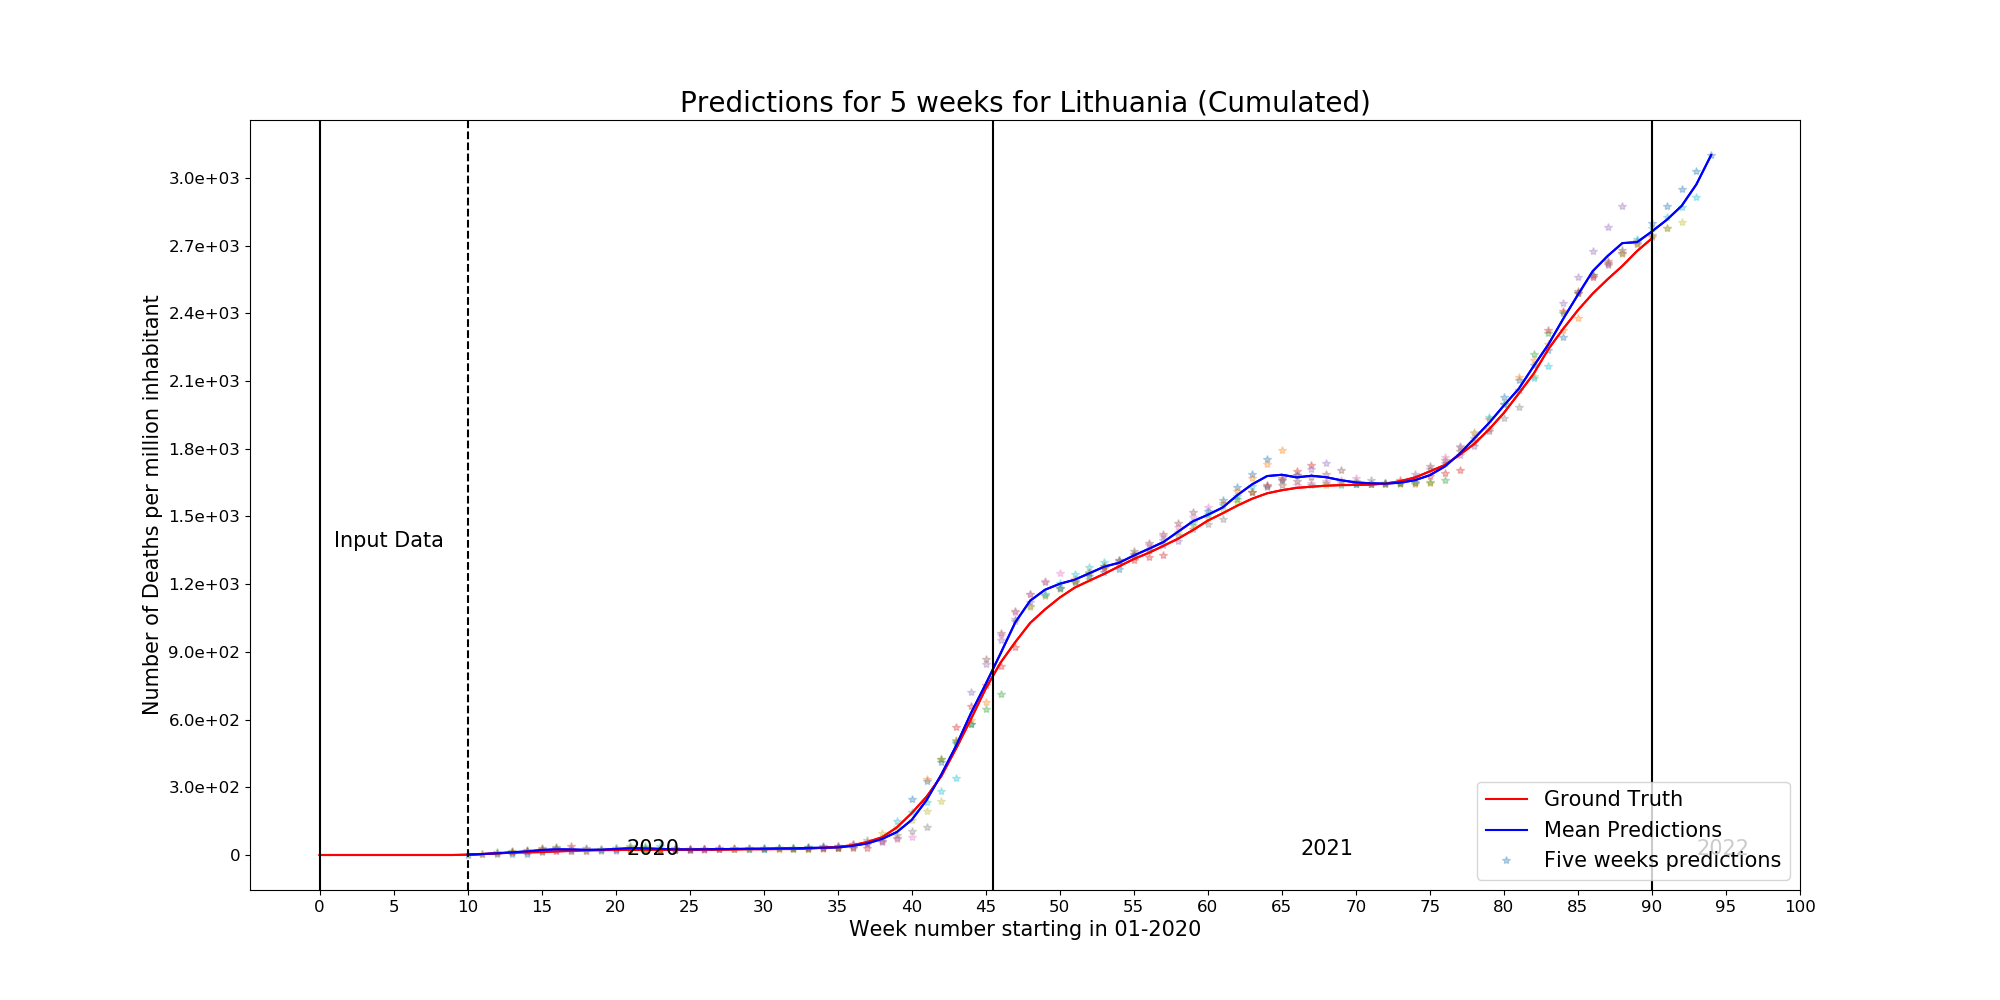 Predictions for 5 weeks for Lithuania (Cumulated)
Number of Deaths per million inhabitant
3.0e+03
2.7e+03
2.4e+03
2.1e+03
1.8e+03
1.5e+03
1.2e+03
9.0e+02
6.0e+02
3.0e+02
0
Input Data
2020
2021
2022
Ground Truth
Mean Predictions
Five weeks predictions
0 5 10 15 20 25 30 35 40 45 50 55 60 65 70 75 80 85 90 95 100
Week number starting in 01-2020